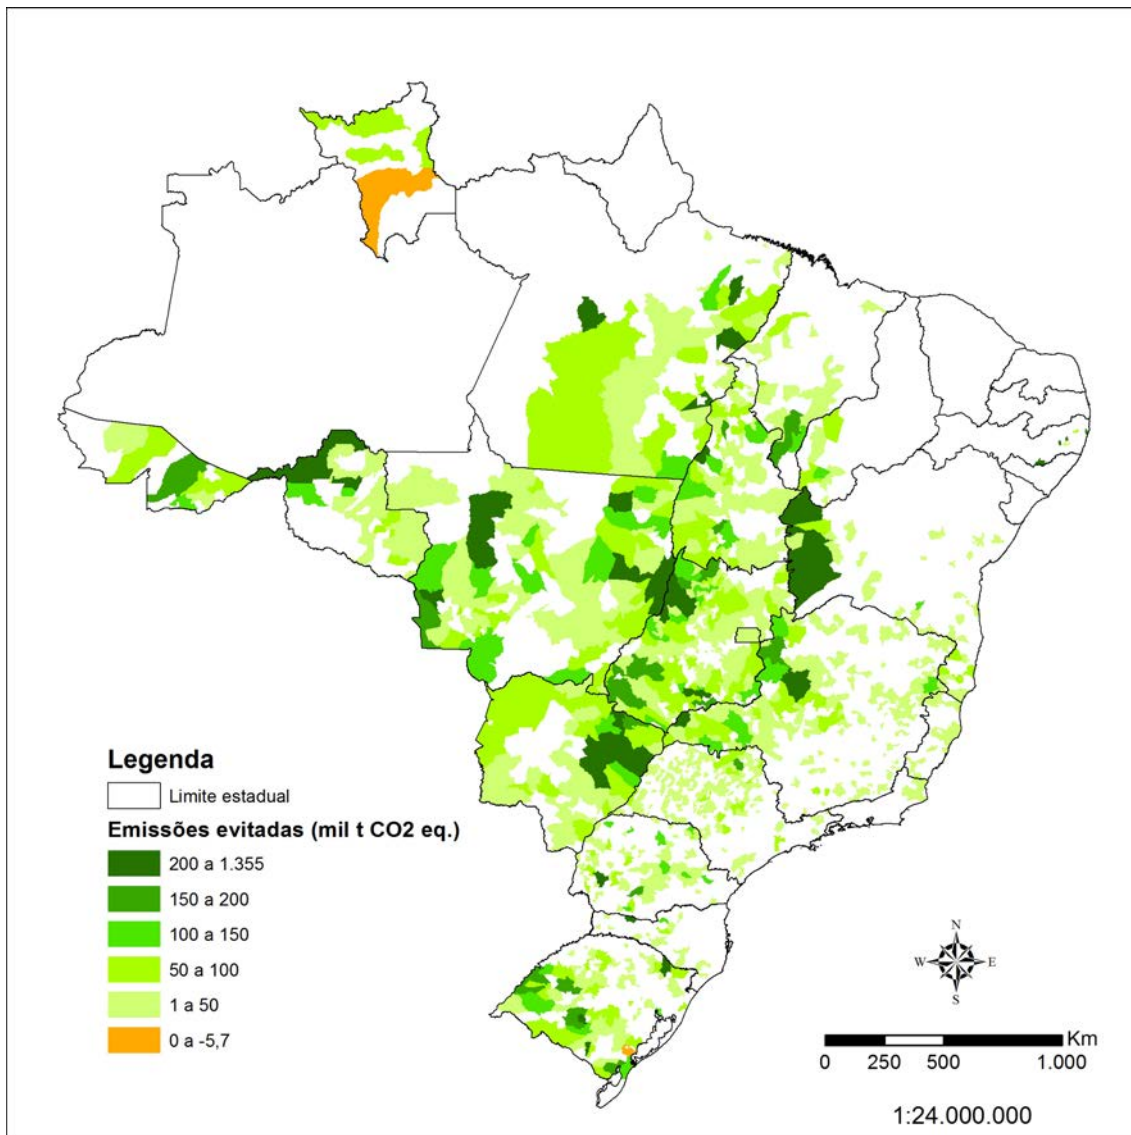 Legenda
Limite estadual
Emissões evitadas (mil t CO2 eq.)
200 a 1.355
150 a 200
100 a 150
50 a 100
1 a 50
0 a -5,7
N
W E
S
Km
0 250 500 1.000
1:24.000.000